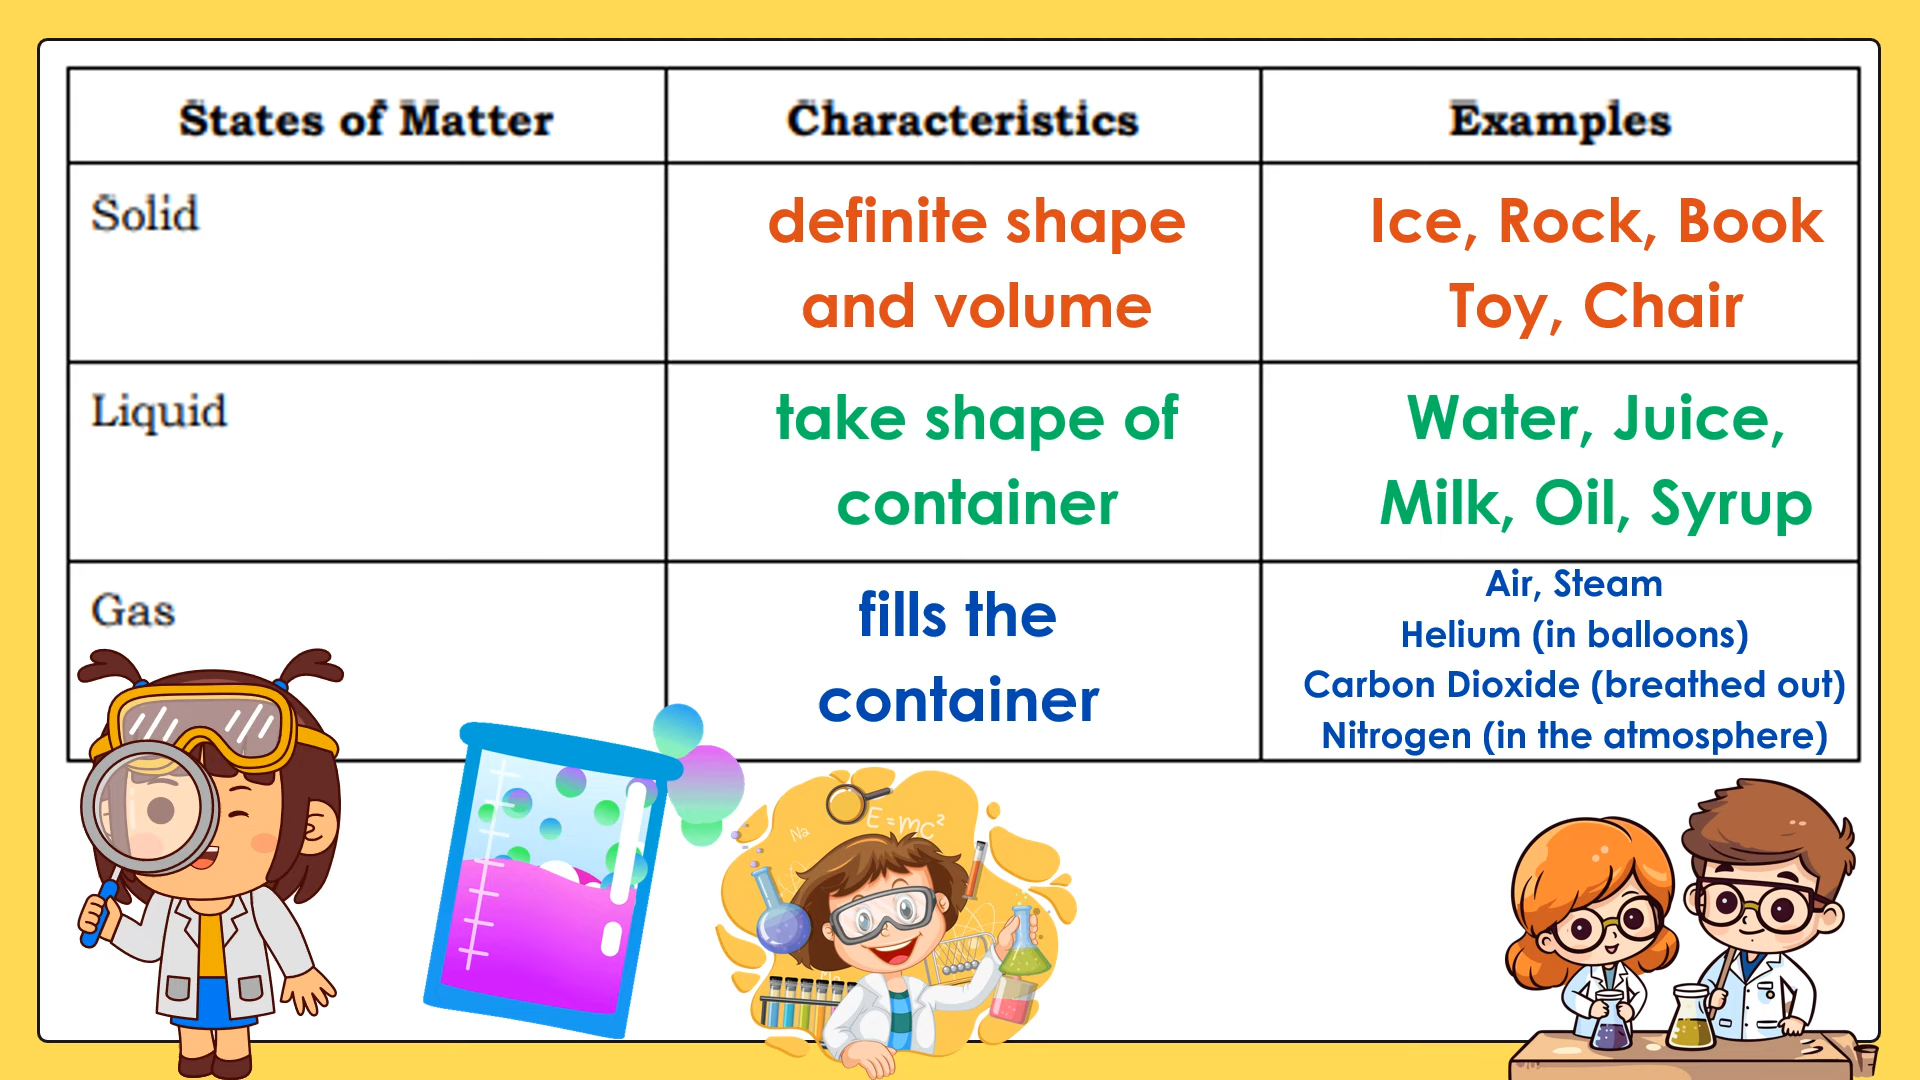 States of Matter
Characteristics
Examples
Solid
definite shape
and volume
Ice, Rock, Book
Toy, Chair
Liquid
take shape of
container
Water, Juice,
Milk, Oil, Syrup
Gas
fills the
container
Air, Steam
Helium (in balloons)
Carbon Dioxide (breathed out)
Nitrogen (in the atmosphere)
Na
E=mc²